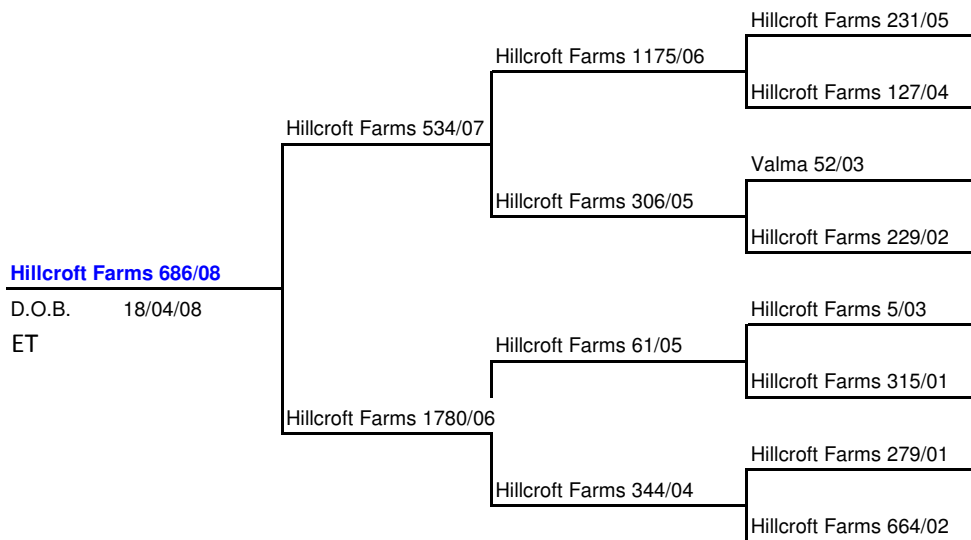 Hillcroft Farms 231/05
Hillcroft Farms 1175/06
Hillcroft Farms 127/04
Hillcroft Farms 534/07
Valma 52/03
Hillcroft Farms 306/05
Hillcroft Farms 229/02
Hillcroft Farms 686/08
D.O.B. 18/04/08
ET
Hillcroft Farms 5/03
Hillcroft Farms 61/05
Hillcroft Farms 315/01
Hillcroft Farms 1780/06
Hillcroft Farms 279/01
Hillcroft Farms 344/04
Hillcroft Farms 664/02